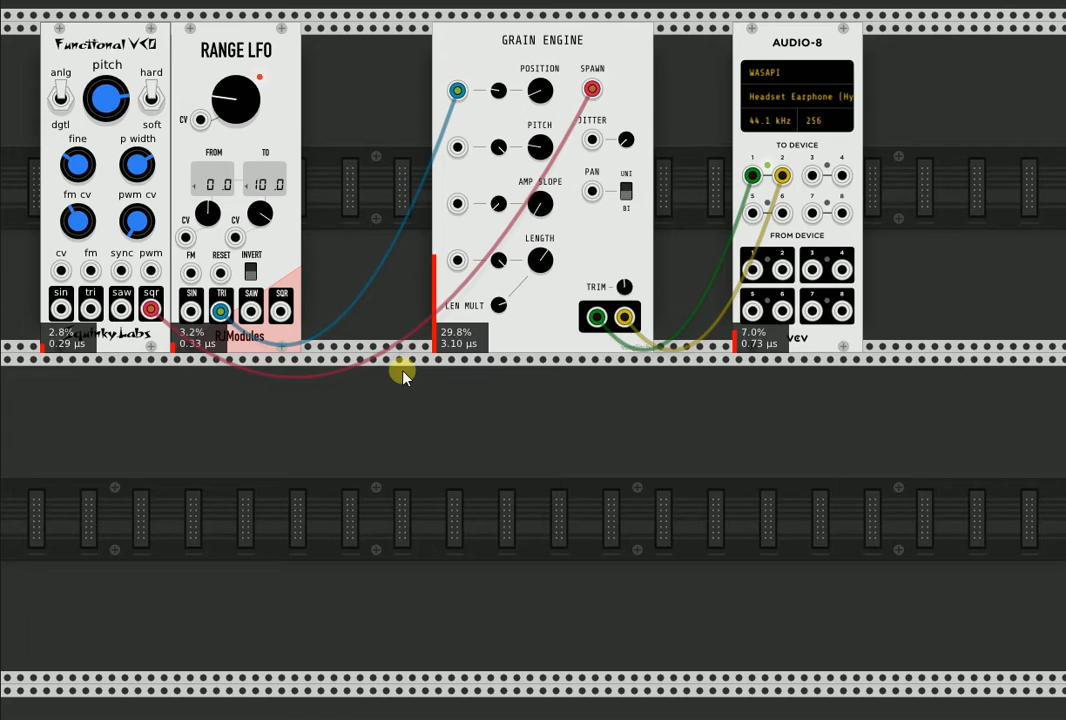 Functional VCO
pitch
anlg
hard
dgtl
soft
fine
p width
fm cv
pwm cv
cv
fm
sync
pwm
sin
tri
saw
sqr
2.8%
0.29 µs
RANGE LFO
CV
FROM
TO
0.0
10.0
CV
CV
FM
RESET
INVERT
SIN
TRI
SAW
SQR
3.2%
0.33 µs
RJModules
GRAIN ENGINE
POSITION
SPAWN
PITCH
JITTER
AMP SLOPE
PAN
UNI
BI
LENGTH
LEN MULT
TRIM
29.8%
3.10 µs
AUDIO-8
WASAPI
Headset Earphone (Hy
44.1 kHz
256
TO DEVICE
1
2
3
4
5
6
7
8
FROM DEVICE
1
2
3
4
5
6
7
8
7.0%
0.73 µs
VCV